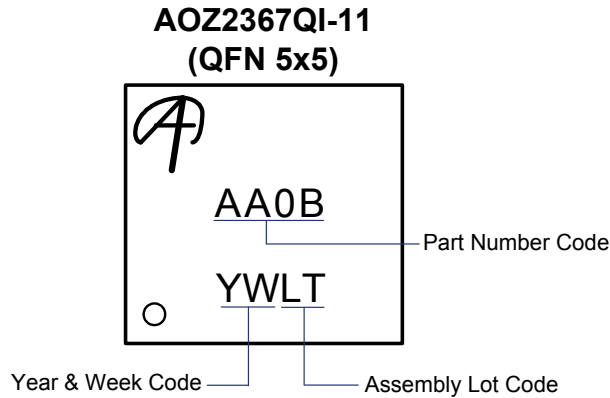 AOZ2367QI-11
(QFN 5x5)
AA0B
Part Number Code
YWLT
Year & Week Code
Assembly Lot Code